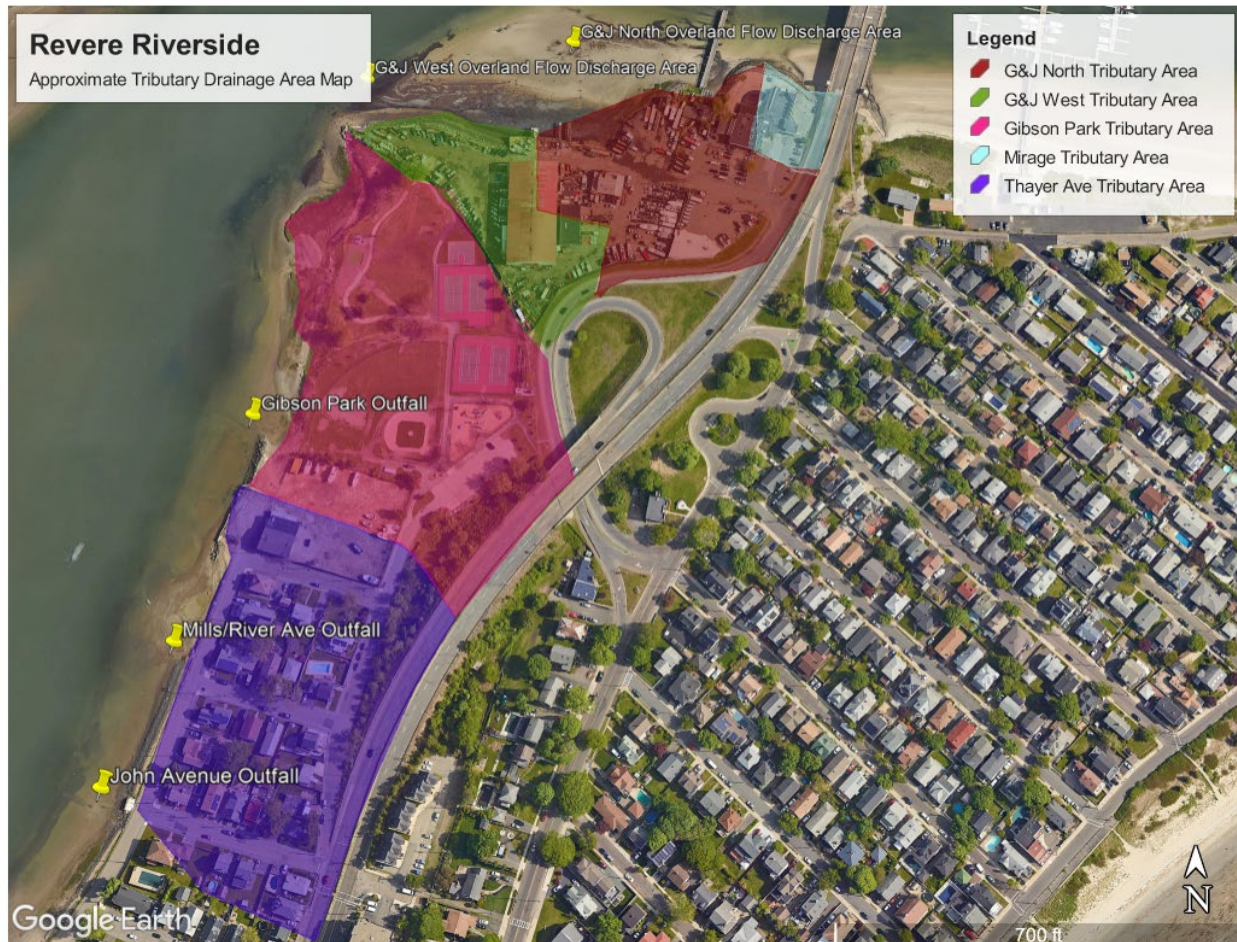 Revere Riverside
Approximate Tributary Drainage Area Map
G&J North Overland Flow Discharge Area
G&J West Overland Flow Discharge Area
Legend
G&J North Tributary Area
G&J West Tributary Area
Gibson Park Tributary Area
Mirage Tributary Area
Thayer Ave Tributary Area
Gibson Park Outfall
Mills/River Ave Outfall
John Avenue Outfall
Google Earth
700 ft
N